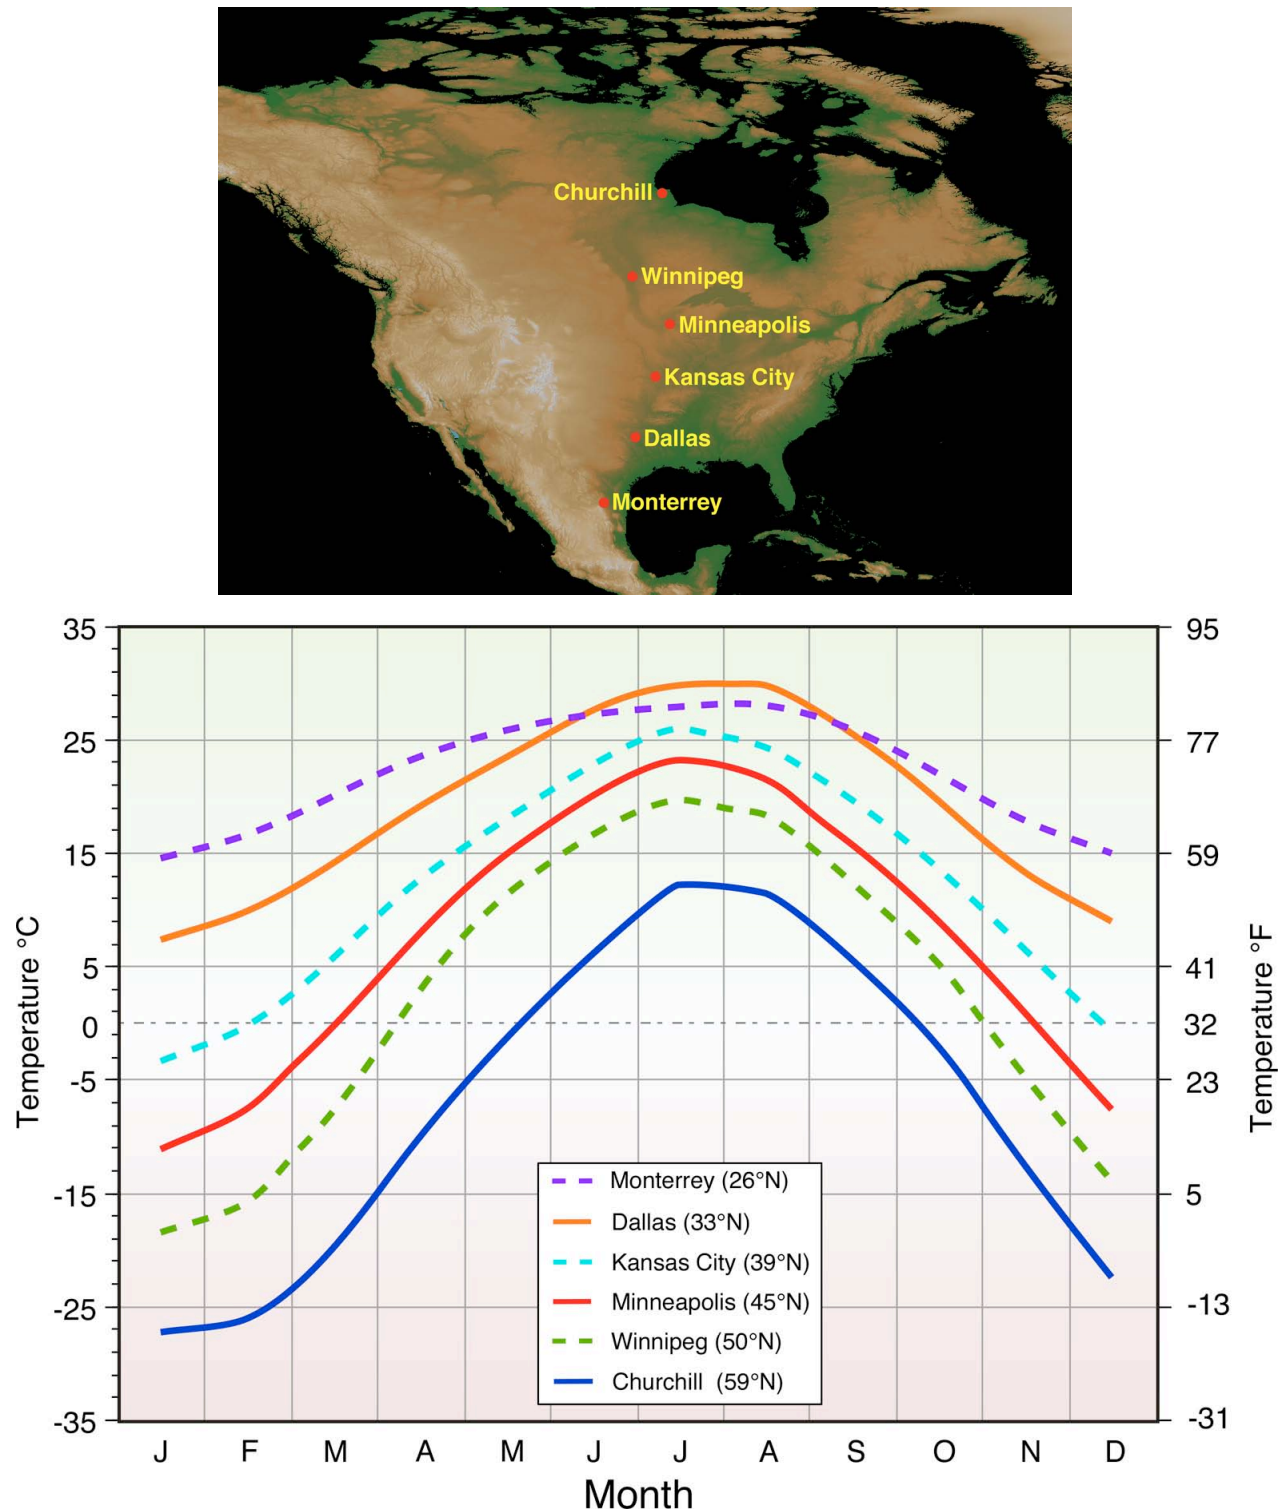 Churchill
Winnipeg
Minneapolis
Kansas City
Dallas
Monterrey
35
25
15
5
0
-5
-15
-25
-35
Temperature °C
95
77
59
41
32
23
5
-13
-31
Temperature °F
Monterrey (26°N)
Dallas (33°N)
Kansas City (39°N)
Minneapolis (45°N)
Winnipeg (50°N)
Churchill (59°N)
J F M A M J J A S O N D
Month